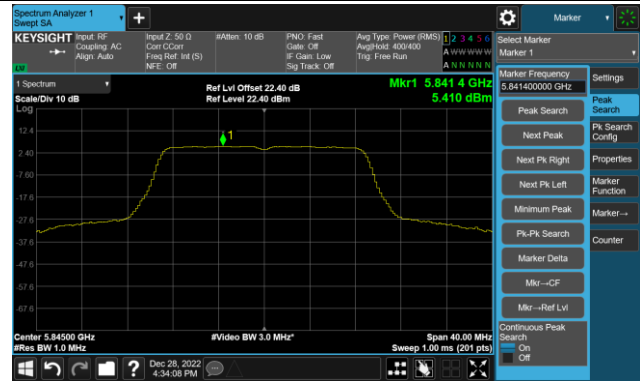 Spectrum Analyzer 1
Swept SA
Marker
KEYSIGHT
Input: RF
Coupling: AC
Align: Auto
Input Z: 50 Ω
Corr CCorr
Freq Ref: Int (S)
NFE: Off
#Atten: 10 dB
PNO: Fast
Gate: Off
IF Gain: Low
Sig Track: Off
Avg Type: Power (RMS)
Avg|Hold: 400/400
Trig: Free Run
1 2 3 4 5 6
A W W W W W
A N N N N N
Select Marker
Marker 1
1 Spectrum
Scale/Div 10 dB
Log
Ref Lvl Offset 22.40 dB
Ref Level 22.40 dBm
Mkr1 5.841 4 GHz
5.410 dBm
1
12.4
2.40
-7.60
-17.6
-27.6
-37.6
-47.6
-57.6
-67.6
Center 5.84500 GHz
#Res BW 1.0 MHz
#Video BW 3.0 MHz*
Span 40.00 MHz
Sweep 1.00 ms (201 pts)
Marker Frequency
5.841400000 GHz
Peak Search
Next Peak
Next Pk Right
Next Pk Left
Minimum Peak
Pk-Pk Search
Marker Delta
Mkr→CF
Mkr→Ref Lvl
Continuous Peak
Search
On
Off
Settings
Peak
Search
Pk Search
Config
Properties
Marker
Function
Marker→
Counter
?
Dec 28, 2022
4:34:08 PM